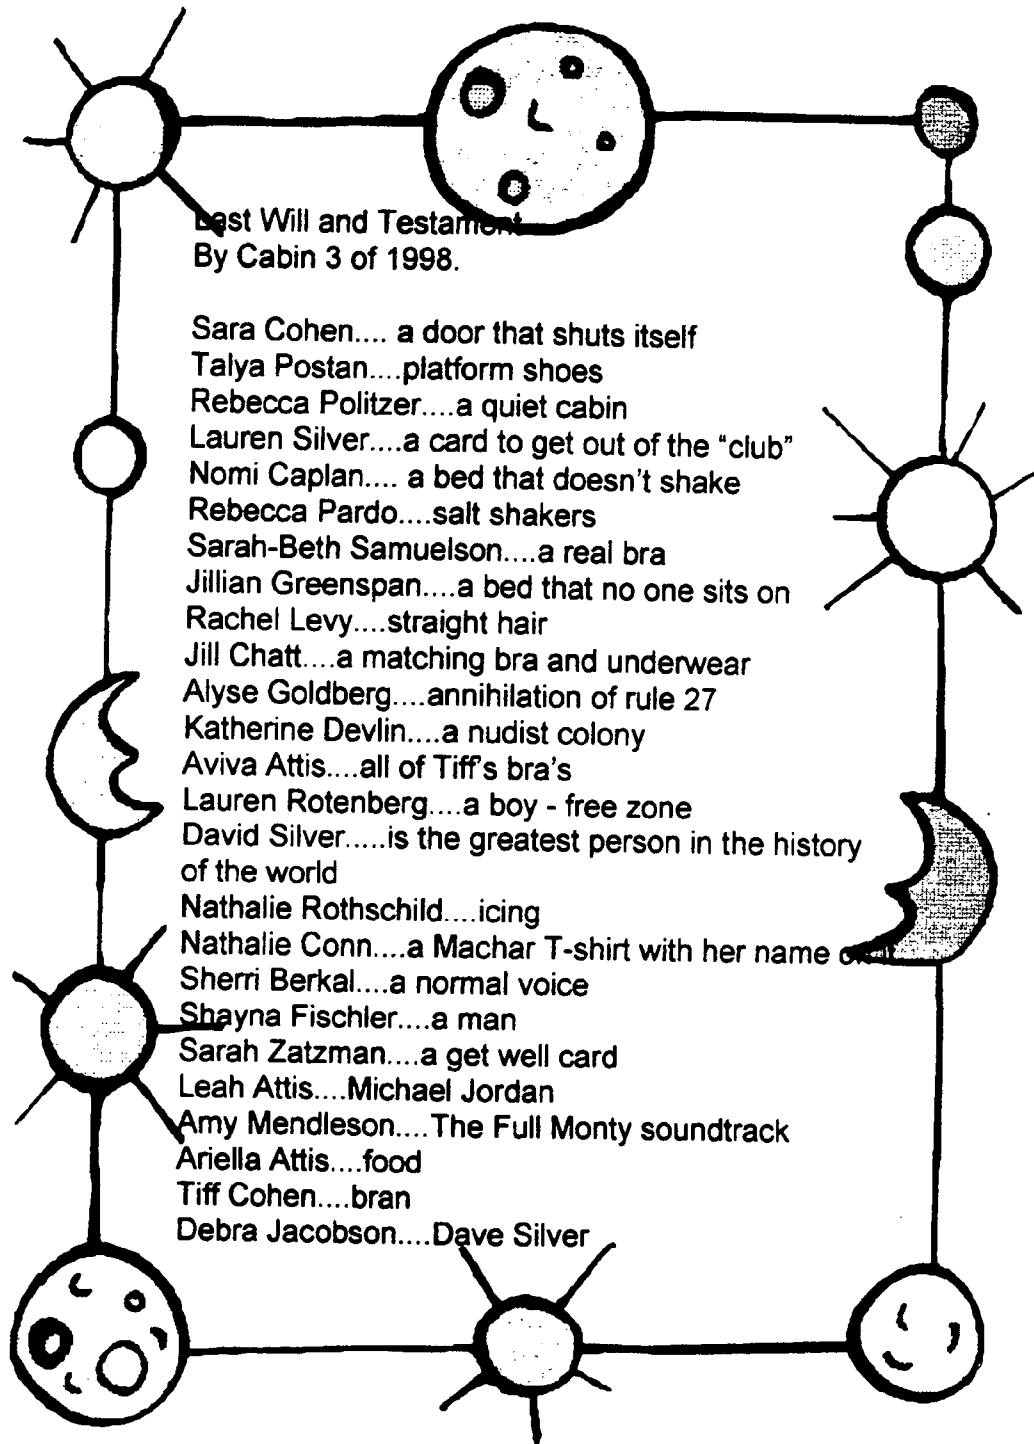 Last Will and Testament
By Cabin 3 of 1998.
Sara Cohen.... a door that shuts itself
Talya Postan....platform shoes
Rebecca Politzer....a quiet cabin
Lauren Silver....a card to get out of the “club”
Nomi Caplan.... a bed that doesn't shake
Rebecca Pardo....salt shakers
Sarah-Beth Samuelson....a real bra
Jillian Greenspan....a bed that no one sits on
Rachel Levy....straight hair
Jill Chatt....a matching bra and underwear
Alyse Goldberg....annihilation of rule 27
Katherine Devlin....a nudist colony
Aviva Attis....all of Tiff's bra's
Lauren Rotenberg....a boy - free zone
David Silver.....is the greatest person in the history
of the world
Nathalie Rothschild....icing
Nathalie Conn....a Machar T-shirt with her name
Sherri Berkal....a normal voice
Shayna Fischler....a man
Sarah Zatzman....a get well card
Leah Attis....Michael Jordan
Amy Mendleson....The Full Monty soundtrack
Ariella Attis....food
Tiff Cohen....bran
Debra Jacobson....Dave Silver